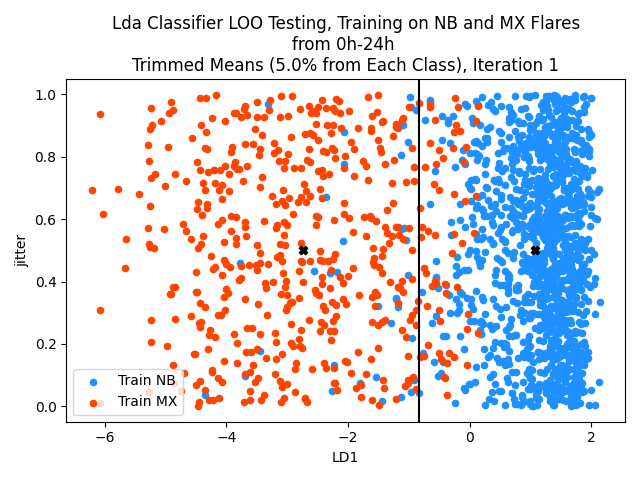 Lda Classifier LOO Testing, Training on NB and MX Flares
from 0h-24h
Trimmed Means (5.0% from Each Class), Iteration 1
1.0
0.8
0.6
0.4
0.2
0.0
jitter
Train NB
Train MX
−6
−4
−2
0
2
LD1